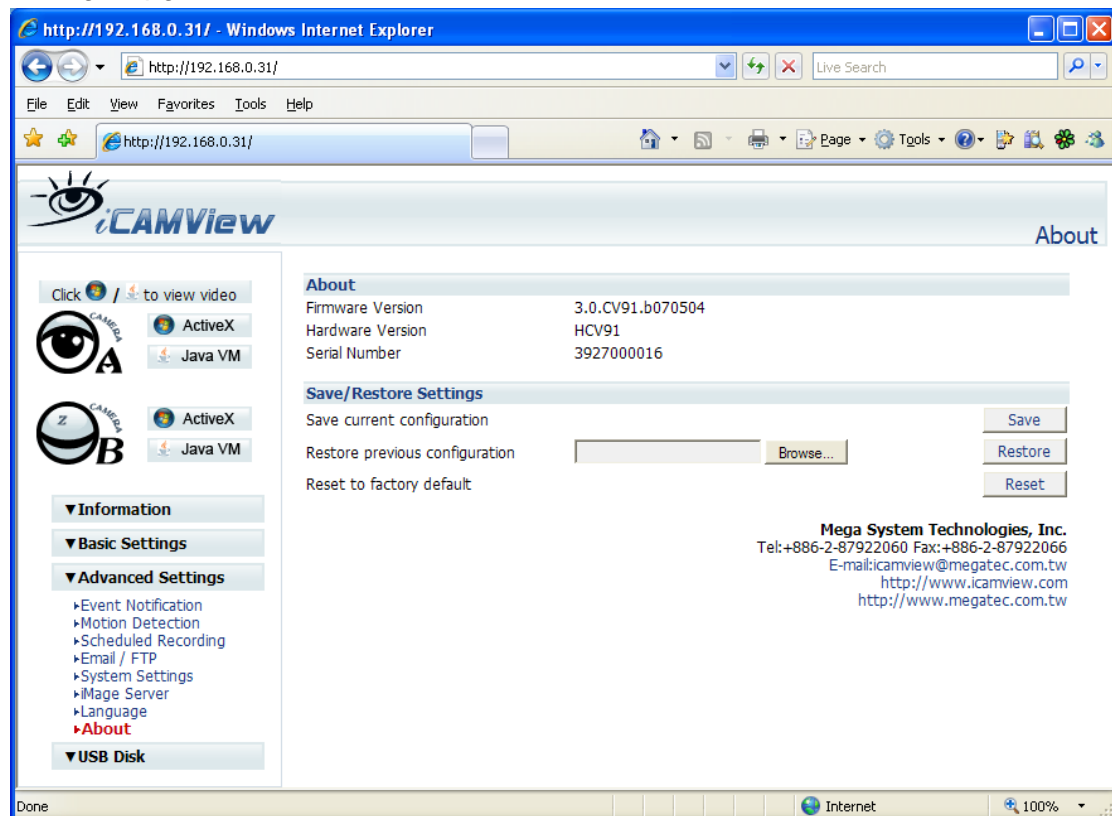 http://192.168.0.31/ - Windows Internet Explorer
http://192.168.0.31/
Live Search
File Edit View Favorites Tools Help
http://192.168.0.31/
Page Tools
iCAMView
About
Click / to view video
CAMERA A
ActiveX
Java VM
Z CAMERA B
ActiveX
Java VM
▼Information
▼Basic Settings
▼Advanced Settings
Event Notification
Motion Detection
Scheduled Recording
Email / FTP
System Settings
iMage Server
Language
About
▼USB Disk
About
Firmware Version 3.0.CV91.b070504
Hardware Version HCV91
Serial Number 3927000016
Save/Restore Settings
Save current configuration Save
Restore previous configuration Browse... Restore
Reset to factory default Reset
Mega System Technologies, Inc.
Tel:+886-2-87922060 Fax:+886-2-87922066
E-mail:icamview@megatec.com.tw
http://www.icamview.com
http://www.megatec.com.tw
Done Internet 100%